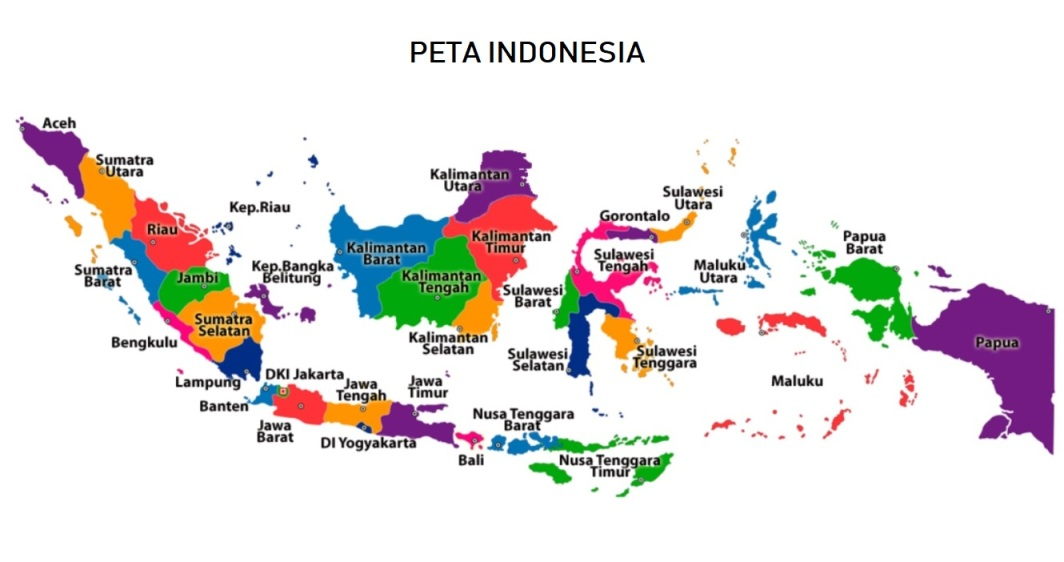 PETA INDONESIA
Aceh
Sumatra
Utara
Kep.Riau
Riau
Sumatra
Barat
Jambi
Kep.Bangka
Belitung
Sumatra
Selatan
Bengkulu
Lampung
DKI Jakarta
Banten
Jawa
Barat
Jawa
Tengah
DI Yogyakarta
Jawa
Timur
Bali
Nusa Tenggara
Barat
Nusa Tenggara
Timur
Kalimantan
Utara
Kalimantan
Barat
Kalimantan
Timur
Kalimantan
Tengah
Kalimantan
Selatan
Sulawesi
Utara
Gorontalo
Sulawesi
Tengah
Sulawesi
Barat
Sulawesi
Selatan
Sulawesi
Tenggara
Maluku
Utara
Maluku
Papua
Barat
Papua